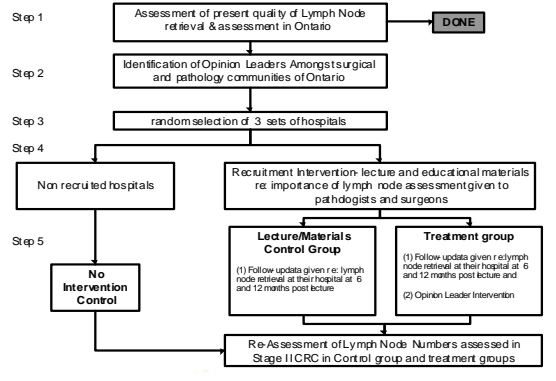 Step 1
Assessment of present quality of Lymph Node
retrieval & assessment in Ontario
DONE
Step 2
Identification of Opinion Leaders Amongst surgical
and pathology communities of Ontario
Step 3
random selection of 3 sets of hospitals
Step 4
Non recruited hospitals
Recruitment Intervention- lecture and educational materials
re: importance of lymph node assessment given to
pathologists and surgeons
Step 5
No
Intervention
Control
Lecture/Materials
Control Group
(1) Follow-up data given re: lymph
node retrieval at their hospital at 6
and 12 months post lecture
Treatment group
(1) Follow-up data given re: lymph
node retrieval at their hospital at 6
and 12 months post lecture and
(2) Opinion Leader Intervention
Re-Assessment of Lymph Node Numbers assessed in
Stage II CRC in Control group and treatment groups